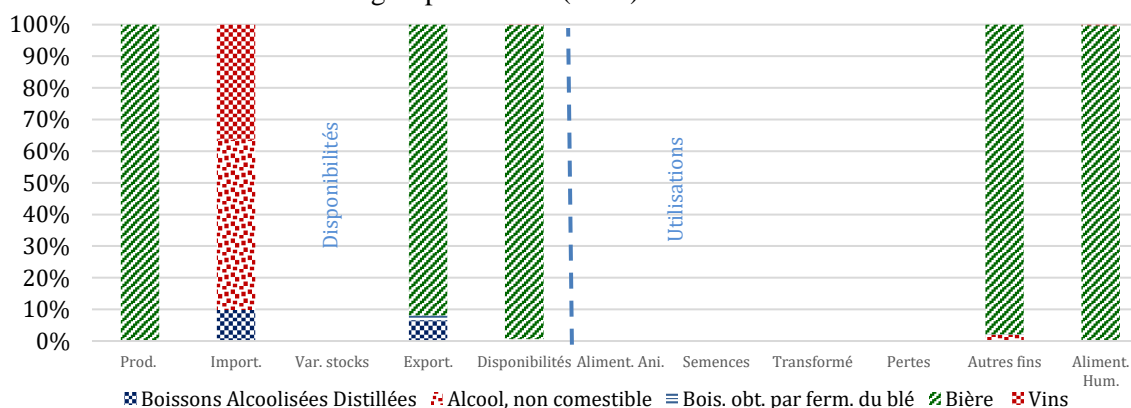 100%
90%
80%
70%
60%
50%
40%
30%
20%
10%
0%
Disponibilités
Utilisations
Prod. Import. Var. stocks Export. Disponibilités Aliment. Ani. Semences Transformé Pertes Autres fins Aliment. Hum.
Boissons Alcoolisées Distillées Alcool, non comestible Bois. obt. par ferm. du blé Bière Vins